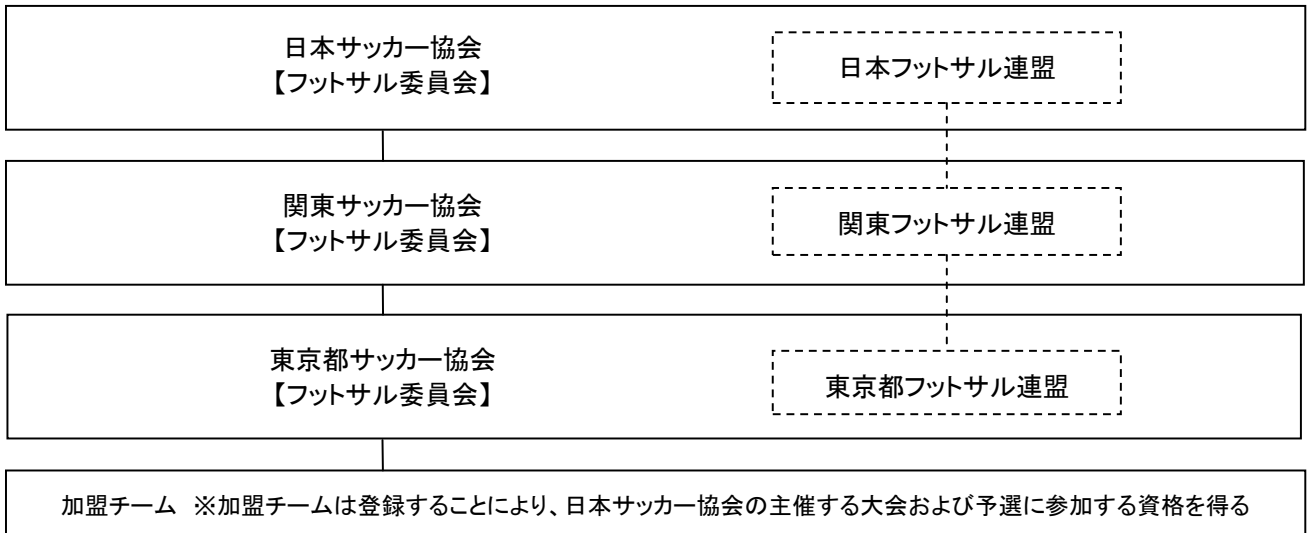 日本サッカー協会
【フットサル委員会】
日本フットサル連盟
関東サッカー協会
【フットサル委員会】
関東フットサル連盟
東京都サッカー協会
【フットサル委員会】
東京都フットサル連盟
加盟チーム ※加盟チームは登録することにより、日本サッカー協会の主催する大会および予選に参加する資格を得る